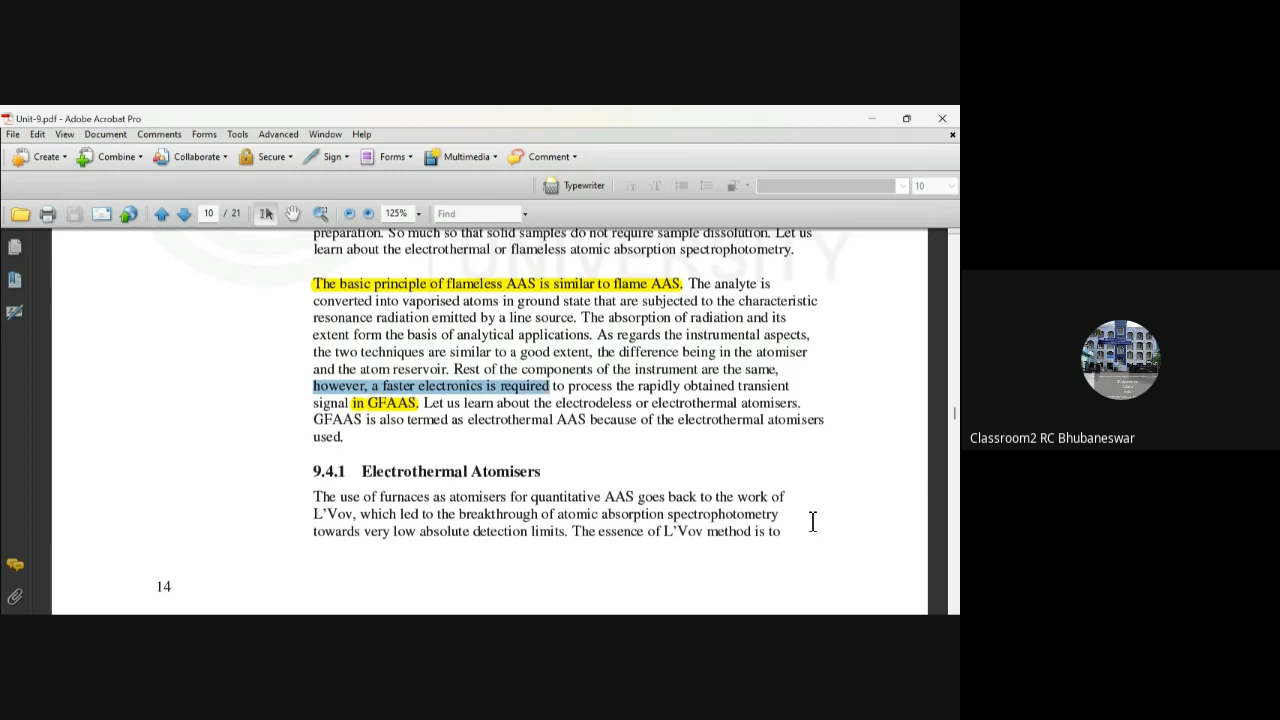 Unit-9.pdf - Adobe Acrobat Pro
File Edit View Document Comments Forms Tools Advanced Window Help
Create Combine Collaborate Secure Sign Forms Multimedia Comment
Typewriter 10
10 / 21 125% Find
preparation. So much so that solid samples do not require sample dissolution. Let us
learn about the electrothermal or flameless atomic absorption spectrophotometry.
UNIVERSITY
The basic principle of flameless AAS is similar to flame AAS. The analyte is
converted into vaporised atoms in ground state that are subjected to the characteristic
resonance radiation emitted by a line source. The absorption of radiation and its
extent form the basis of analytical applications. As regards the instrumental aspects,
the two techniques are similar to a good extent, the difference being in the atomiser
and the atom reservoir. Rest of the components of the instrument are the same,
however, a faster electronics is required to process the rapidly obtained transient
signal in GFAAS. Let us learn about the electrodeless or electrothermal atomisers.
GFAAS is also termed as electrothermal AAS because of the electrothermal atomisers
used.
9.4.1 Electrothermal Atomisers
The use of furnaces as atomisers for quantitative AAS goes back to the work of
L'Vov, which led to the breakthrough of atomic absorption spectrophotometry
towards very low absolute detection limits. The essence of L'Vov method is to
14
Classroom2 RC Bhubaneswar